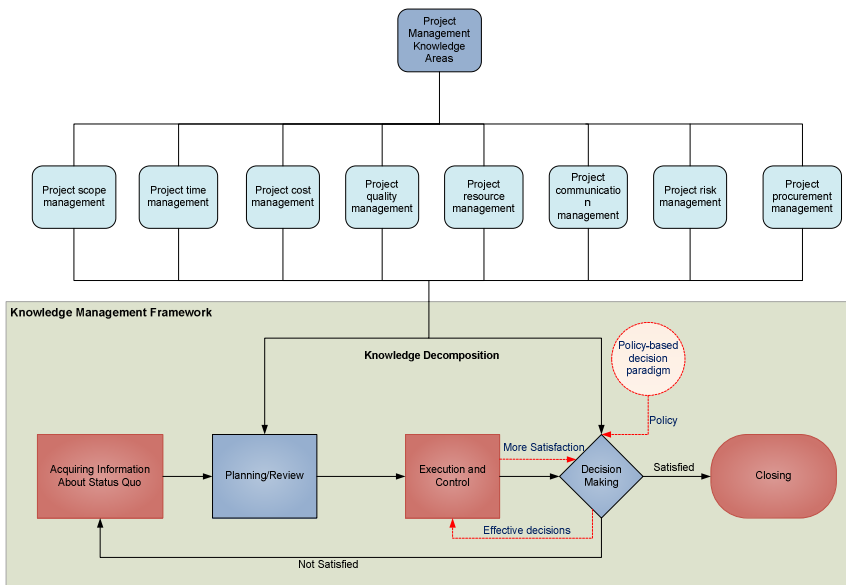 Project
Management
Knowledge
Areas
Project scope
management
Project time
management
Project cost
management
Project
quality
management
Project
resource
management
Project
communicatio
n
management
Project risk
management
Project
procurement
management
Knowledge Management Framework
Knowledge Decomposition
Policy-based
decision
paradigm
Policy
More Satisfaction
Acquiring Information
About Status Quo
Planning/Review
Execution and
Control
Decision
Making
Satisfied
Closing
Effective decisions
Not Satisfied